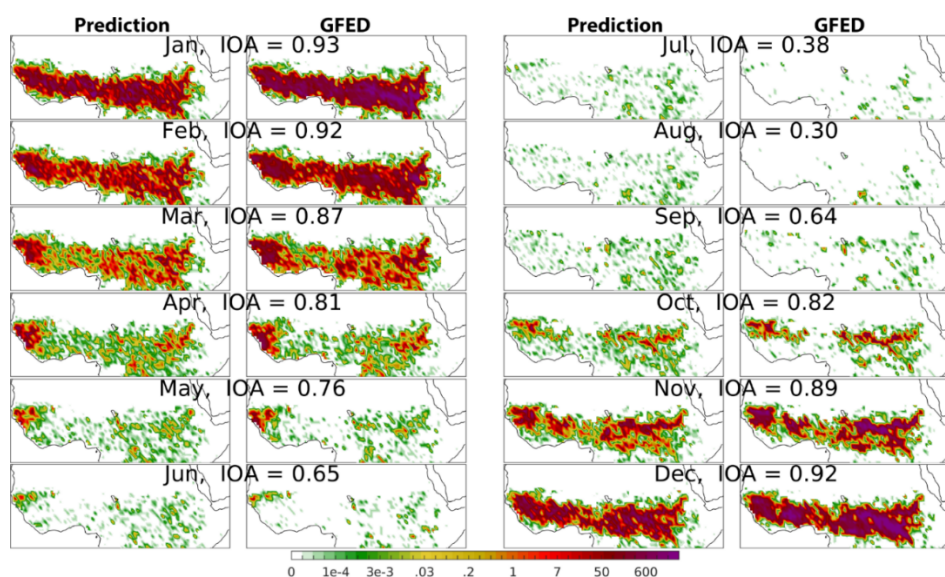 Prediction GFED Prediction GFED
Jan, IOA = 0.93
Feb, IOA = 0.92
Mar, IOA = 0.87
Apr, IOA = 0.81
May, IOA = 0.76
Jun, IOA = 0.65
Jul, IOA = 0.38
Aug, IOA = 0.30
Sep, IOA = 0.64
Oct, IOA = 0.82
Nov, IOA = 0.89
Dec, IOA = 0.92
0 1e-4 3e-3 .03 .2 1 7 50 600